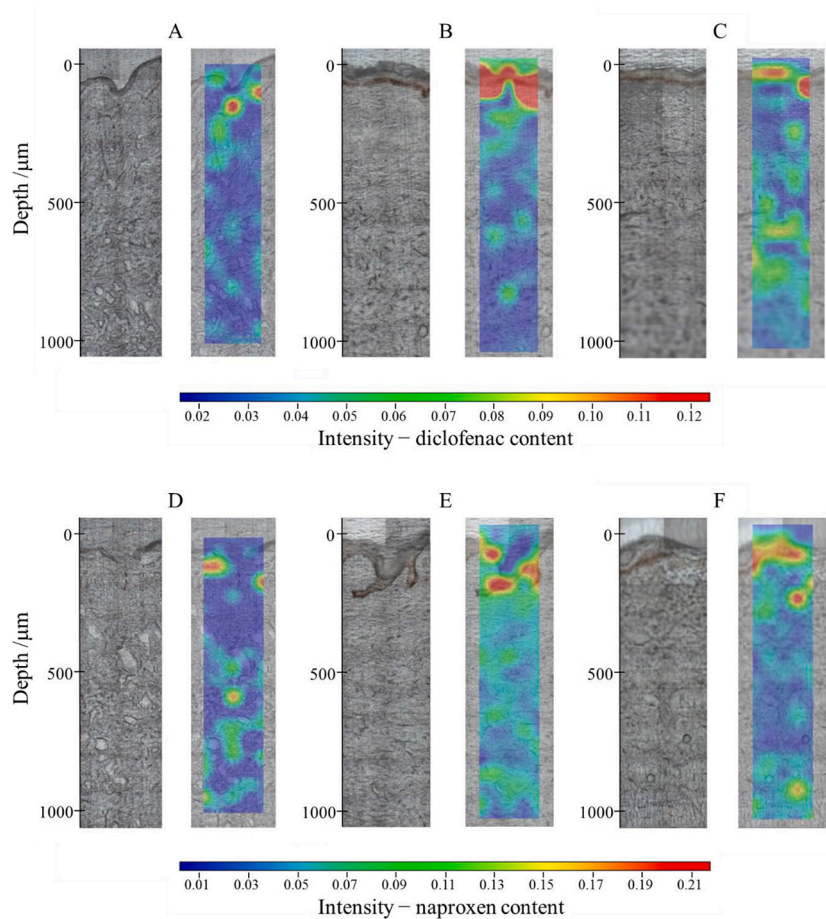 A B C
0 0 0
Depth /μm
500 500 500
1000 1000 1000
0.02 0.03 0.04 0.05 0.06 0.07 0.08 0.09 0.10 0.11 0.12
Intensity – diclofenac content
D E F
0 0 0
Depth /μm
500 500 500
1000 1000 1000
0.01 0.03 0.05 0.07 0.09 0.11 0.13 0.15 0.17 0.19 0.21
Intensity – naproxen content